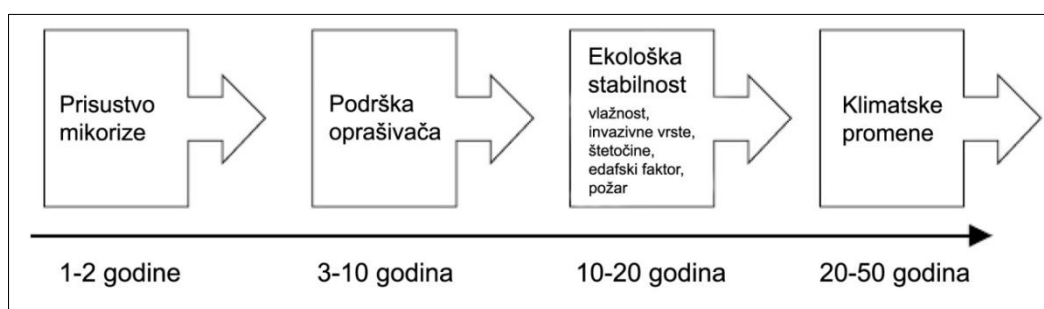 Prisustvo
mikorize
Podrška
oprašivača
Ekološka
stabilnost
vlažnost,
invazivne vrste,
štetočine,
edafski faktor,
požar
Klimatske
promene
1-2 godine
3-10 godina
10-20 godina
20-50 godina